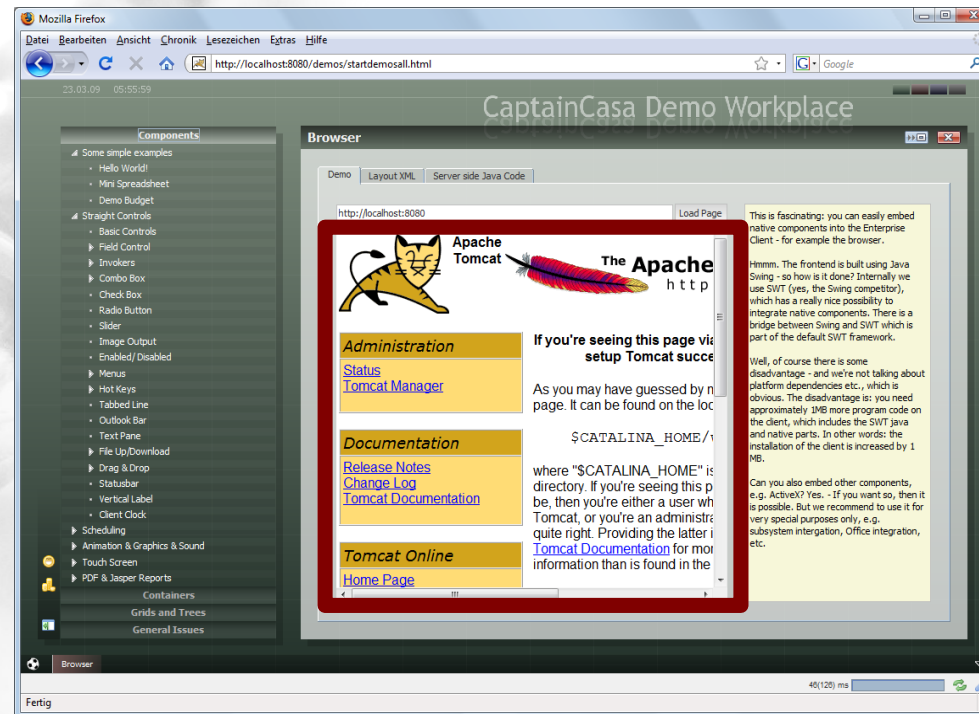 Mozilla Firefox
Datei Bearbeiten Ansicht Chronik Lesezeichen Extras Hilfe
http://localhost:8080/demos/startdemosall.html
G Google
23.03.09 05:55:59
CaptainCasa Demo Workplace
Components
Some simple examples
Hello World!
Mini Spreadsheet
Demo Budget
Straight Controls
Basic Controls
Field Control
Invokers
Combo Box
Check Box
Radio Button
Slider
Image Output
Enabled/Disabled
Menus
Hot Keys
Tabbed Line
Outlook Bar
Text Pane
File Up/Download
Drag & Drop
Statusbar
Vertical Label
Client Clock
Scheduling
Animation & Graphics & Sound
Touch Screen
PDF & Jasper Reports
Containers
Grids and Trees
General Issues
Browser
Demo Layout XML Server side Java Code
http://localhost:8080 Load Page
Apache
Tomcat
The Apache
http
Administration
Status
Tomcat Manager
Documentation
Release Notes
Change Log
Tomcat Documentation
Tomcat Online
Home Page
If you're seeing this page via
setup Tomcat succe
As you may have guessed by n
page. It can be found on the loc
$CATALINA_HOME/
where "$CATALINA_HOME" is
directory. If you're seeing this p
be, then you're either a user wh
Tomcat, or you're an administra
quite right. Providing the latter i
Tomcat Documentation for mor
information than is found in the
This is fascinating: you can easily embed
native components into the Enterprise
Client - for example the browser.
Hmmm. The frontend is built using Java
Swing - so how is it done? Internally we
use SWT (yes, the Swing competitor),
which has a really nice possibility to
integrate native components. There is a
bridge between Swing and SWT which is
part of the default SWT framework.
Well, of course there is some
disadvantage - and we're not talking about
platform dependencies etc., which is
obvious. The disadvantage is: you need
approximately 1MB more program code on
the client, which includes the SWT java
and native parts. In other words: the
installation of the client is increased by 1
MB.
Can you also embed other components,
e.g. ActiveX? Yes. - If you want so, then it
is possible. But we recommend to use it for
very special purposes only, e.g.
subsystem intergation, Office integration,
etc.
Browser
46(126) ms
Fertig